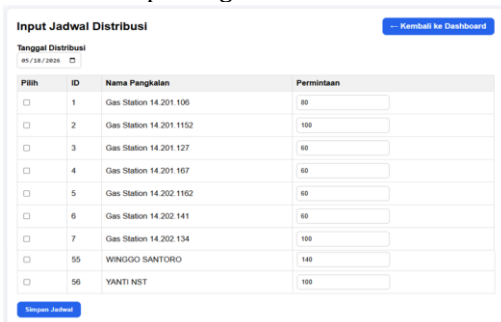 Input Jadwal Distribusi
← Kembali ke Dashboard
Tanggal Distribusi
05/18/2026
Pilih ID Nama Pangkalan Permintaan
1 Gas Station 14.201.106 80
2 Gas Station 14.201.1152 100
3 Gas Station 14.201.127 60
4 Gas Station 14.201.167 60
5 Gas Station 14.202.1162 60
6 Gas Station 14.202.141 60
7 Gas Station 14.202.134 100
55 WINGGO SANTORO 140
56 YANTI NST 100
Simpan Jadwal